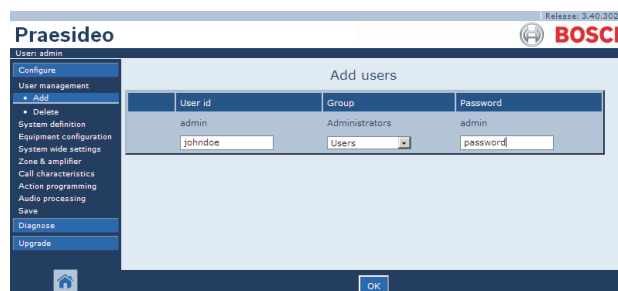 Release: 3.40.302
Praesideo
BOSCH
User: admin
Configure
User management
• Add
• Delete
System definition
Equipment configuration
System wide settings
Zone & amplifier
Call characteristics
Action programming
Audio processing
Save
Diagnose
Upgrade
Add users
User id Group Password
admin Administrators admin
johndoe Users password
OK